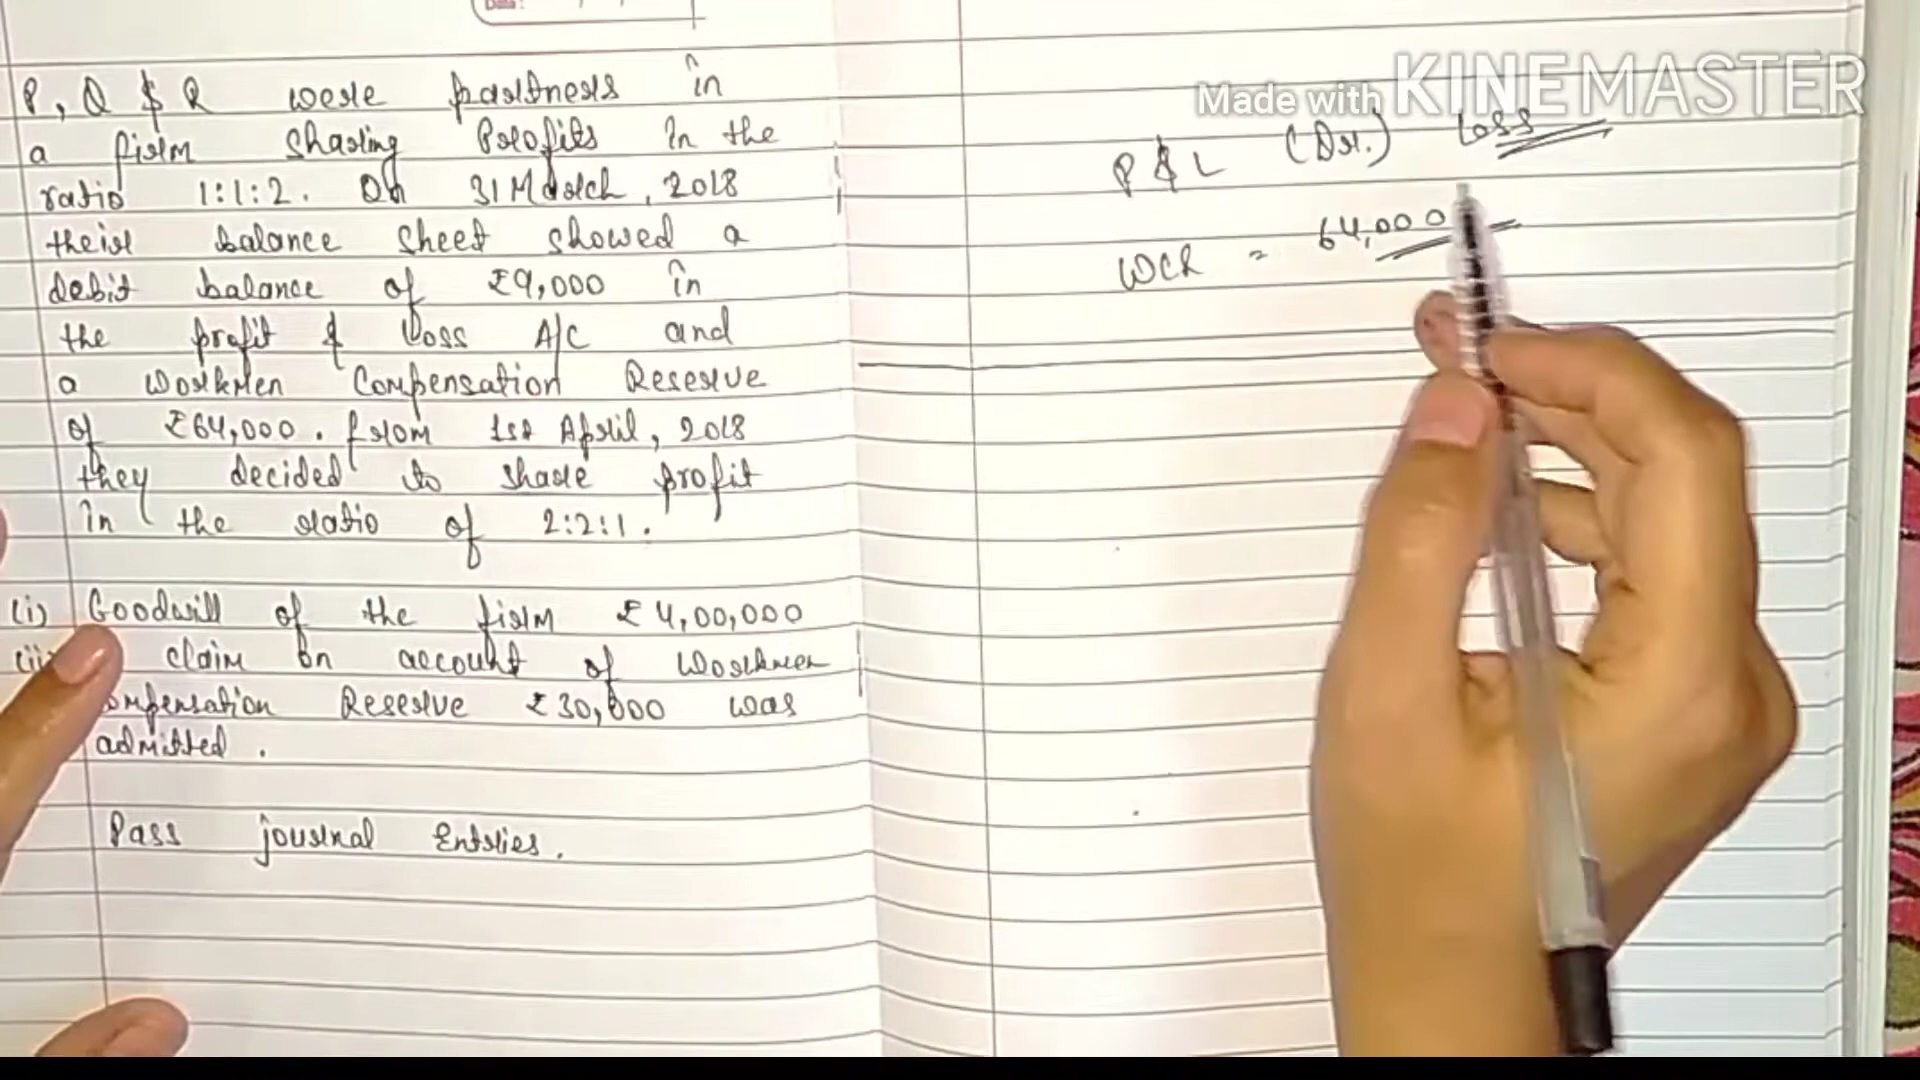 Date:
P, Q & R were partners in
a firm sharing Profits in the
ratio 1:1:2. On 31 March, 2018
their balance sheet showed a
debit balance of ₹9,000 in
the profit & Loss A/C and
a Workmen Compensation Reserve
of ₹64,000. from 1st April, 2018
they decided to share profit
in the ratio of 2:2:1.
(i) Goodwill of the firm ₹4,00,000
(ii) claim on account of Workmen
ompensation Reserve ₹30,000 was
admitted.
Pass journal Entries.
Made with KINEMASTER
P & L (Dr.) Loss
WCR = 64,000